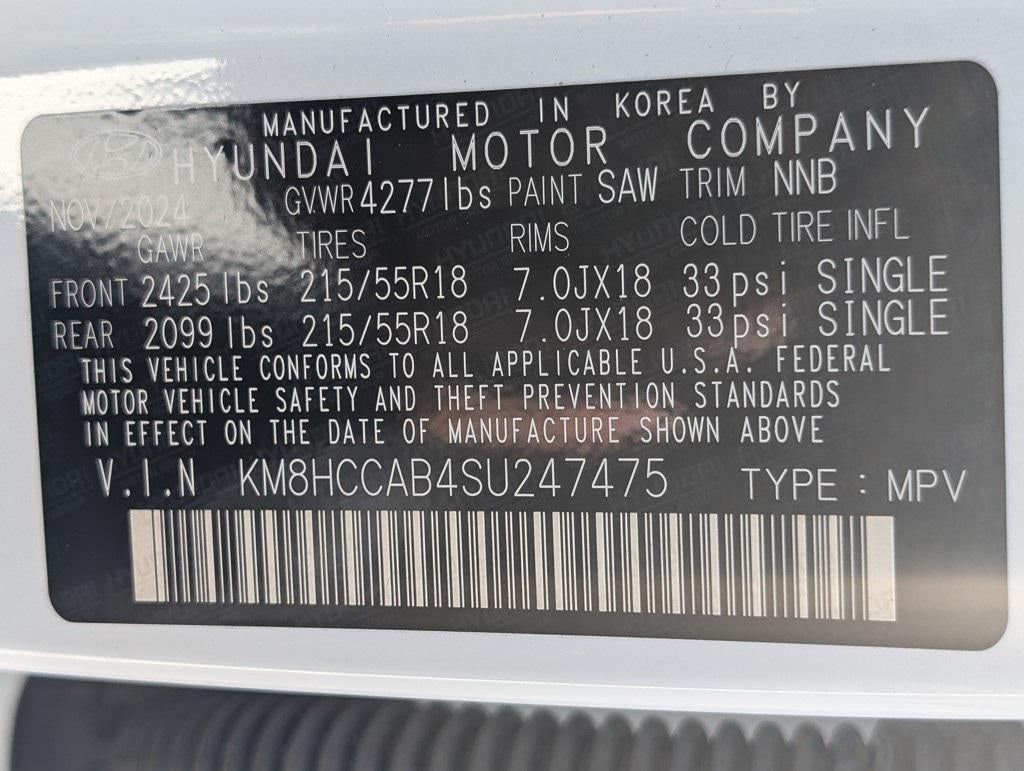 MANUFACTURED IN KOREA BY
HYUNDAI MOTOR COMPANY
NOV/2024 GVWR 4277 lbs PAINT SAW TRIM NNB
GAWR TIRES RIMS COLD TIRE INFL
FRONT 2425 lbs 215/55R18 7.0JX18 33 psi SINGLE
REAR 2099 lbs 215/55R18 7.0JX18 33 psi SINGLE
THIS VEHICLE CONFORMS TO ALL APPLICABLE U.S.A. FEDERAL
MOTOR VEHICLE SAFETY AND THEFT PREVENTION STANDARDS
IN EFFECT ON THE DATE OF MANUFACTURE SHOWN ABOVE
V.I.N KM8HCCAB4SU247475 TYPE : MPV